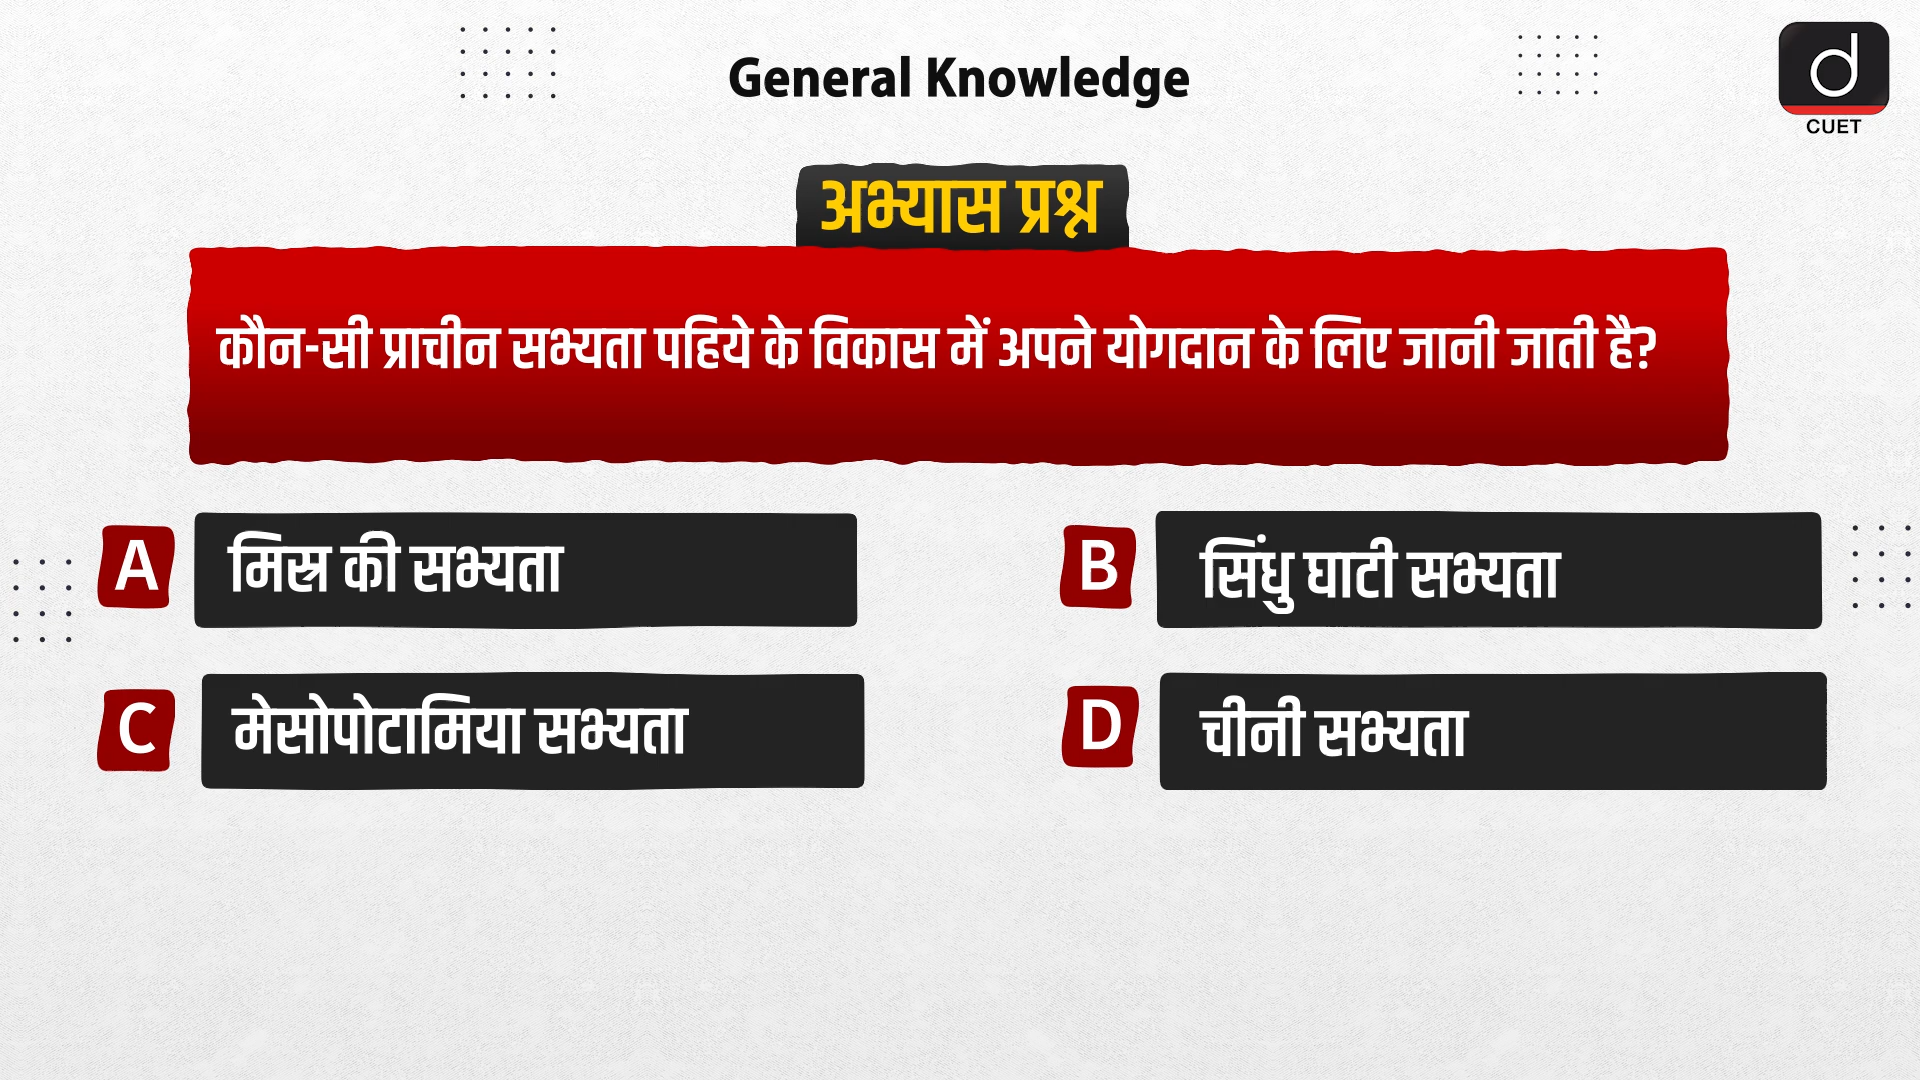 General Knowledge
d
CUET
अभ्यास प्रश्न
कौन-सी प्राचीन सभ्यता पहिये के विकास में अपने योगदान के लिए जानी जाती है?
A मिस्र की सभ्यता
B सिंधु घाटी सभ्यता
C मेसोपोटामिया सभ्यता
D चीनी सभ्यता